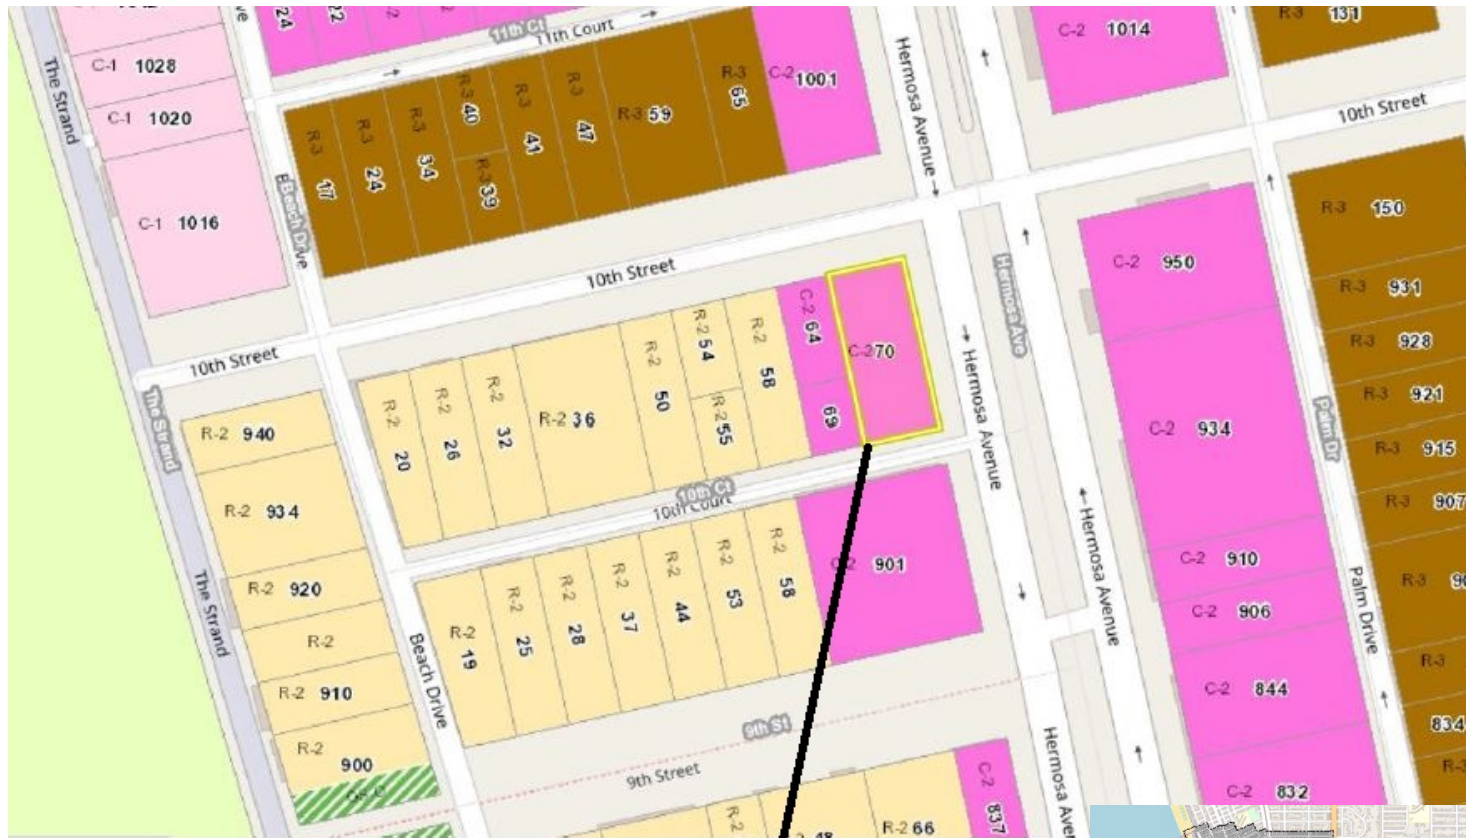 24
22
11th Ct
11th Court
C-2 1014
R-3 131
The Strand
C-1 1028
C-1 1020
C-1 1016
Beach Drive
R-3 17
R-3 24
R-3 34
R-3 40
R-3 39
R-3 41
R-3 47
R-3 59
R-3 65
C-2 1001
Hermosa Avenue
10th Street
10th Street
10th Street
R-3 150
C-2 950
Hermosa Ave
R-3 931
R-3 928
R-3 921
R-3 915
R-3 907
Palm Dr
C-2 934
C-2 64
C-2 70
69
R-2 20
R-2 26
R-2 32
R-2 36
R-2 50
R-2 54
R-2 55
R-2 58
Hermosa Avenue
The Strand
R-2 940
R-2 934
R-2 920
R-2
R-2 910
R-2 900
The Strand
10th Ct
10th Court
R-2 19
R-2 25
R-2 28
R-2 37
R-2 44
R-2 53
R-2 58
901
Hermosa Avenue
C-2 910
C-2 906
C-2 844
C-2 832
Palm Drive
R-3
R-3
834
R-3
Beach Drive
9th St
9th Street
R-2
48
R-2 66
C-2 837